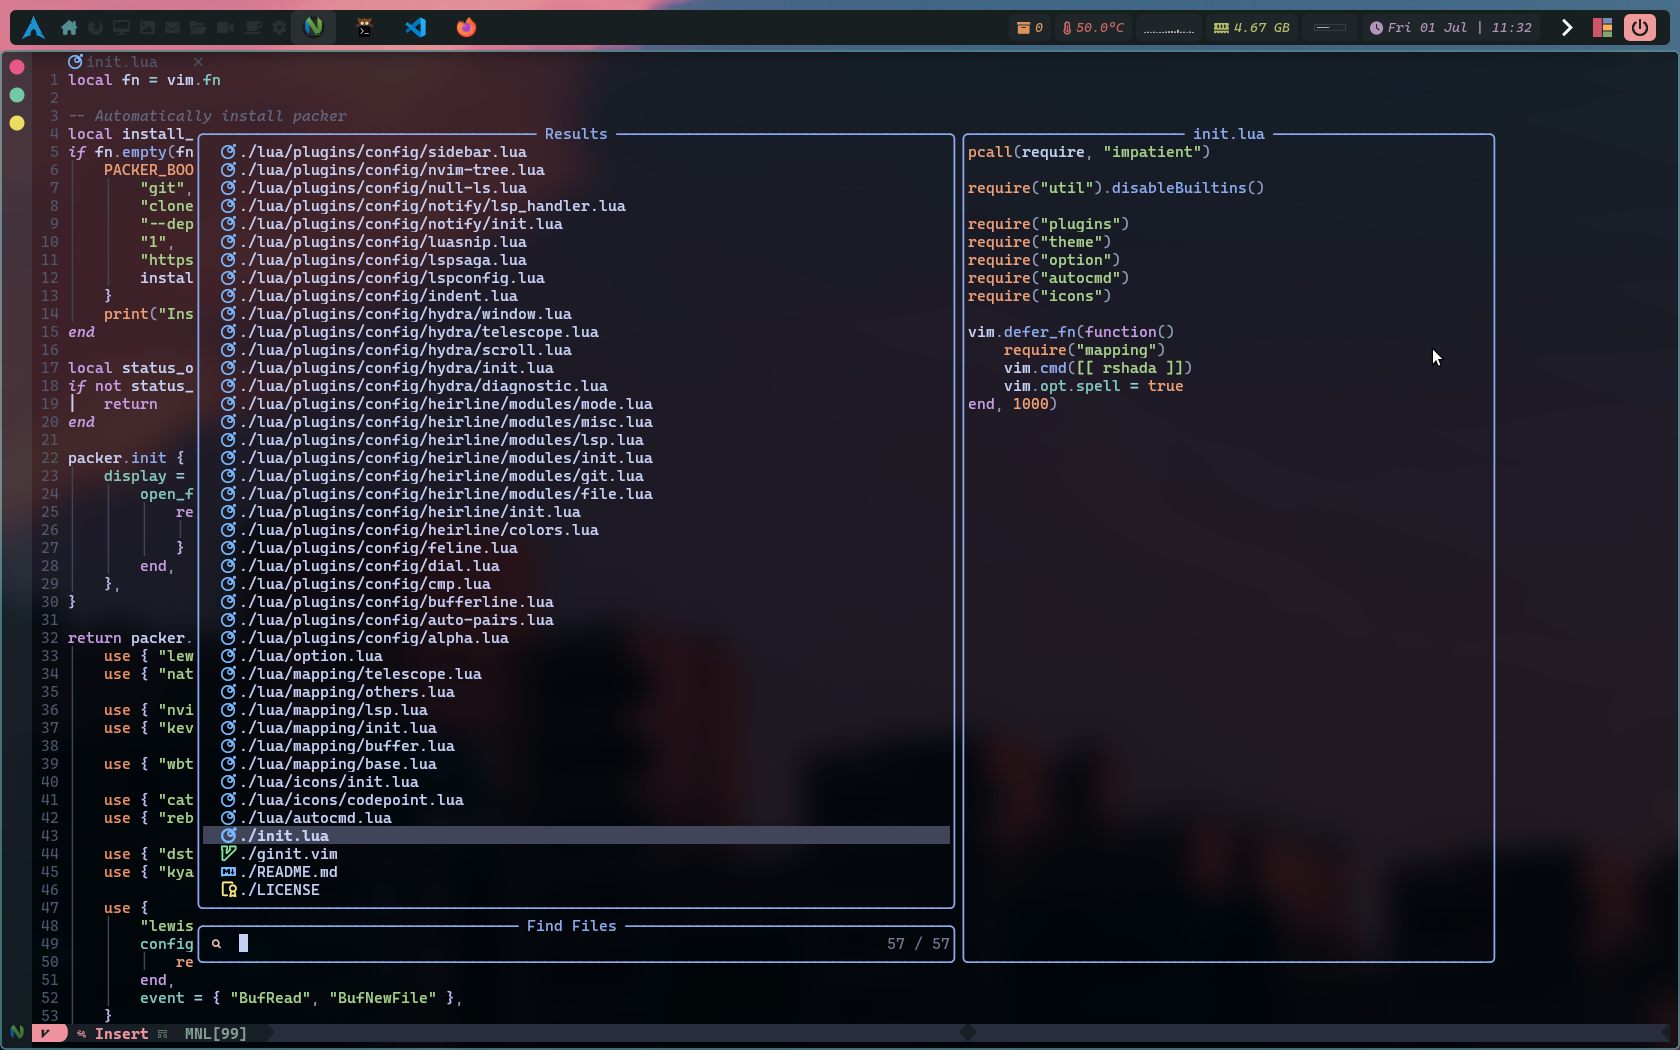 0 50.0°C 4.67 GB Fri 01 Jul | 11:32
init.lua ×
1 local fn = vim.fn
2
3 -- Automatically install packer
4 local install_
5 if fn.empty(fn
6 PACKER_BOO
7 "git",
8 "clone
9 "--dep
10 "1",
11 "https
12 instal
13 }
14 print("Ins
15 end
16
17 local status_o
18 if not status_
19 return
20 end
21
22 packer.init {
23 display =
24 open_f
25 re
26
27 }
28 end,
29 },
30 }
31
32 return packer.
33 use { "lew
34 use { "nat
35
36 use { "nvi
37 use { "kev
38
39 use { "wbt
40
41 use { "cat
42 use { "reb
43
44 use { "dst
45 use { "kya
46
47 use {
48 "lewis
49 config
50 re
51 end,
52 event = { "BufRead", "BufNewFile" },
53 }
Results
./lua/plugins/config/sidebar.lua
./lua/plugins/config/nvim-tree.lua
./lua/plugins/config/null-ls.lua
./lua/plugins/config/notify/lsp_handler.lua
./lua/plugins/config/notify/init.lua
./lua/plugins/config/luasnip.lua
./lua/plugins/config/lspsaga.lua
./lua/plugins/config/lspconfig.lua
./lua/plugins/config/indent.lua
./lua/plugins/config/hydra/window.lua
./lua/plugins/config/hydra/telescope.lua
./lua/plugins/config/hydra/scroll.lua
./lua/plugins/config/hydra/init.lua
./lua/plugins/config/hydra/diagnostic.lua
./lua/plugins/config/heirline/modules/mode.lua
./lua/plugins/config/heirline/modules/misc.lua
./lua/plugins/config/heirline/modules/lsp.lua
./lua/plugins/config/heirline/modules/init.lua
./lua/plugins/config/heirline/modules/git.lua
./lua/plugins/config/heirline/modules/file.lua
./lua/plugins/config/heirline/init.lua
./lua/plugins/config/heirline/colors.lua
./lua/plugins/config/feline.lua
./lua/plugins/config/dial.lua
./lua/plugins/config/cmp.lua
./lua/plugins/config/bufferline.lua
./lua/plugins/config/auto-pairs.lua
./lua/plugins/config/alpha.lua
./lua/option.lua
./lua/mapping/telescope.lua
./lua/mapping/others.lua
./lua/mapping/lsp.lua
./lua/mapping/init.lua
./lua/mapping/buffer.lua
./lua/mapping/base.lua
./lua/icons/init.lua
./lua/icons/codepoint.lua
./lua/autocmd.lua
./init.lua
./ginit.vim
./README.md
./LICENSE
Find Files
57 / 57
init.lua
pcall(require, "impatient")
require("util").disableBuiltins()
require("plugins")
require("theme")
require("option")
require("autocmd")
require("icons")
vim.defer_fn(function()
require("mapping")
vim.cmd([[ rshada ]])
vim.opt.spell = true
end, 1000)
Insert MNL[99]